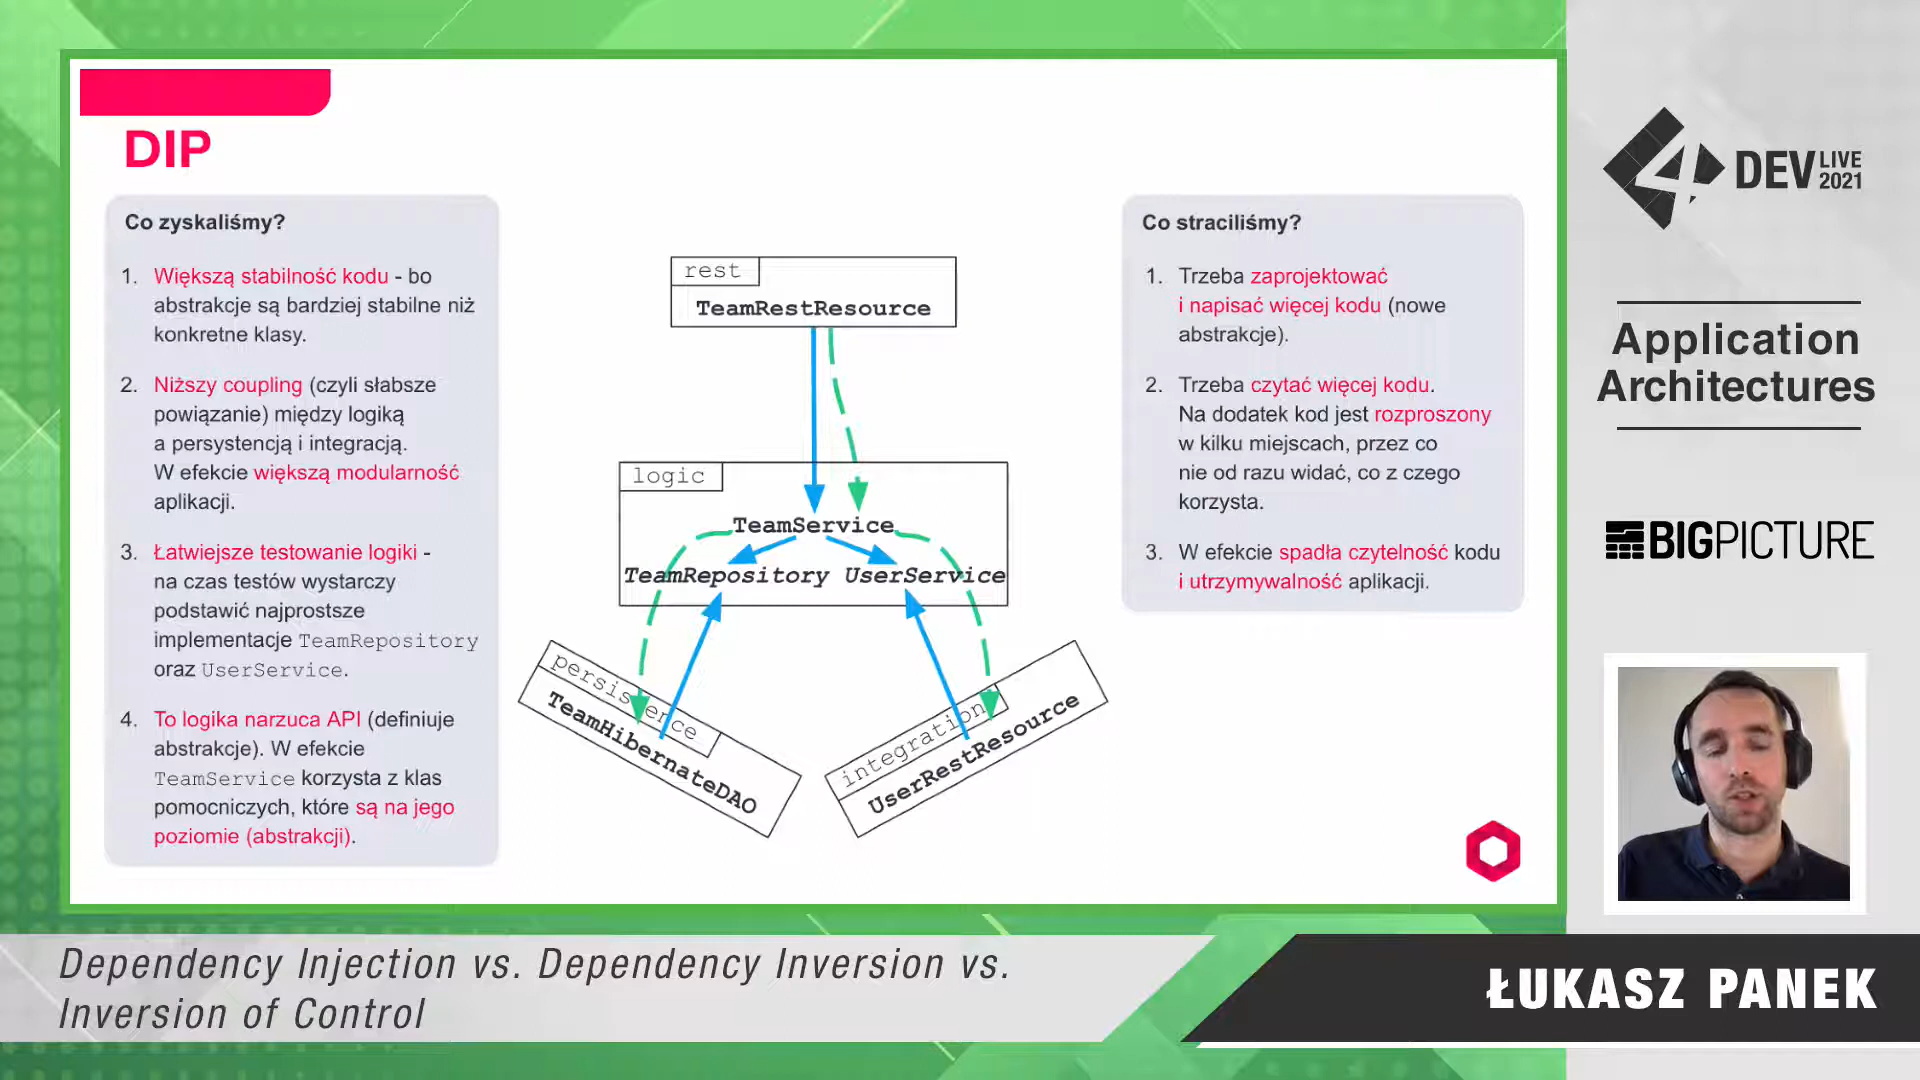 DIP
Co zyskaliśmy?
1. Większą stabilność kodu - bo
abstrakcje są bardziej stabilne niż
konkretne klasy.
2. Niższy coupling (czyli słabsze
powiązanie) między logiką
a persystencją i integracją.
W efekcie większą modularność
aplikacji.
3. Łatwiejsze testowanie logiki -
na czas testów wystarczy
podstawić najprostsze
implementacje TeamRepository
oraz UserService.
4. To logika narzuca API (definiuje
abstrakcje). W efekcie
TeamService korzysta z klas
pomocniczych, które są na jego
poziomie (abstrakcji).
rest
TeamRestResource
logic
TeamService
TeamRepository UserService
persistence
TeamHibernateDAO
integration
UserRestResource
Co straciliśmy?
1. Trzeba zaprojektować
i napisać więcej kodu (nowe
abstrakcje).
2. Trzeba czytać więcej kodu.
Na dodatek kod jest rozproszony
w kilku miejscach, przez co
nie od razu widać, co z czego
korzysta.
3. W efekcie spadła czytelność kodu
i utrzymywalność aplikacji.
4 DEV LIVE 2021
Application
Architectures
BIGPICTURE
Dependency Injection vs. Dependency Inversion vs.
Inversion of Control
ŁUKASZ PANEK